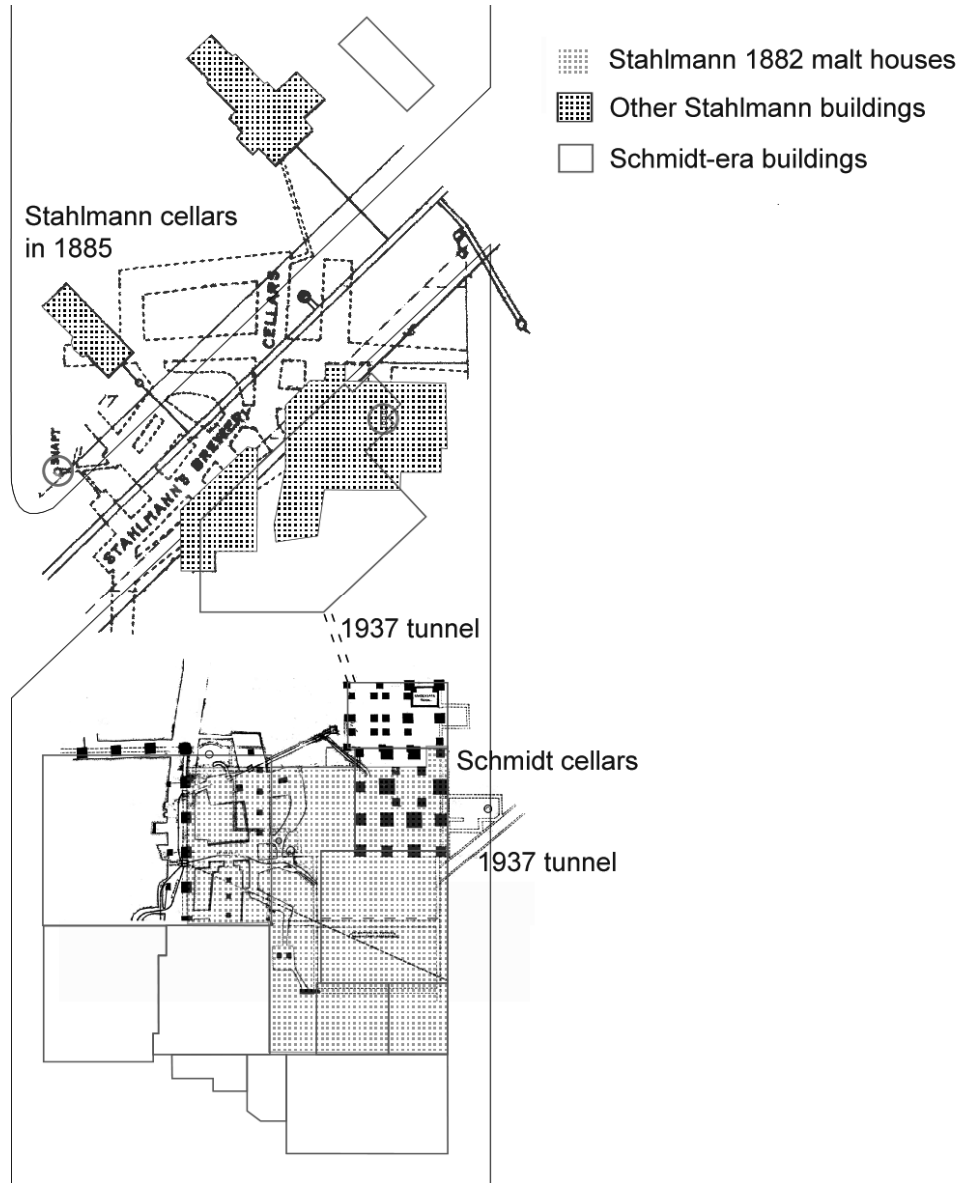 Stahlmann 1882 malt houses
Other Stahlmann buildings
Schmidt-era buildings
Stahlmann cellars
in 1885
CELLARS
SHAFT
STAHLMANN'S BREWERY
1937 tunnel
Schmidt cellars
1937 tunnel